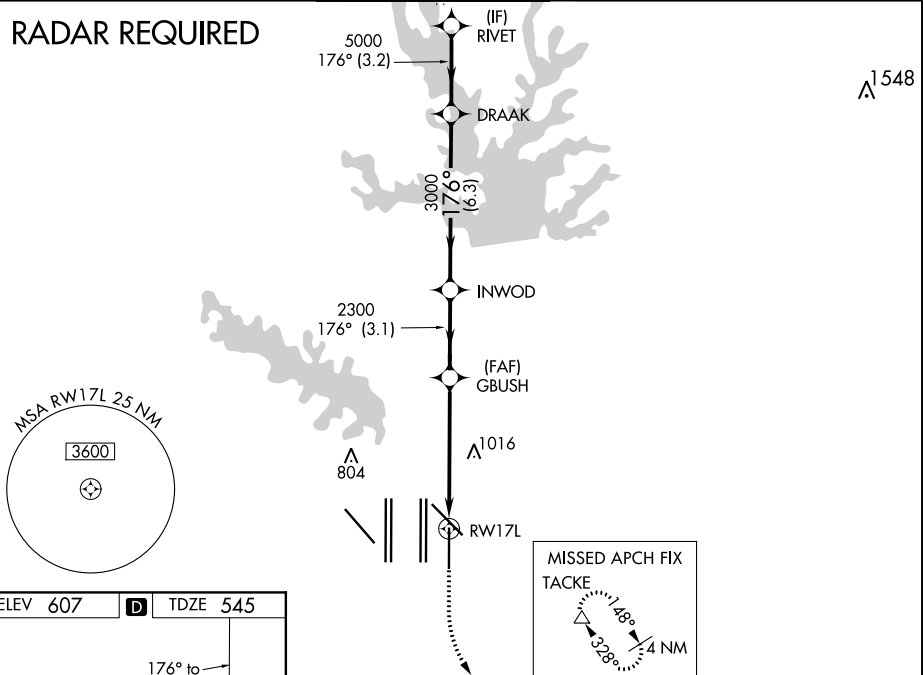 RADAR REQUIRED
(IF)
RIVET
5000
176° (3.2)
1548
DRAAK
3000
176°
(6.3)
INWOD
2300
176° (3.1)
(FAF)
GBUSH
MSA RW17L 25 NM
3600
1016
804
RW17L
MISSED APCH FIX
TACKE
148°
328°
4 NM
ELEV 607
D
TDZE 545
176° to